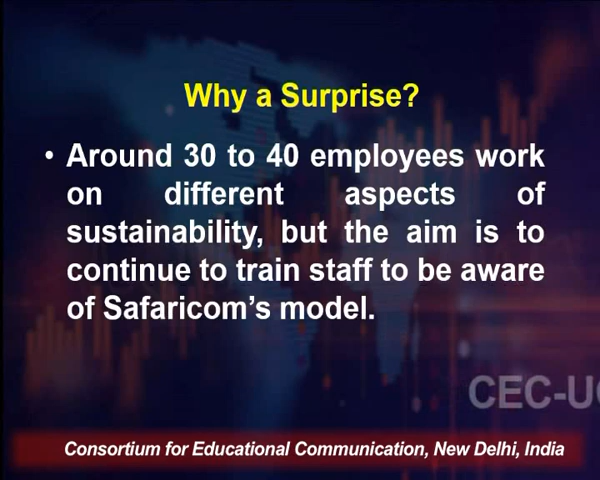 Why a Surprise?
• Around 30 to 40 employees work
on different aspects of
sustainability, but the aim is to
continue to train staff to be aware
of Safaricom's model.
CEC-U
Consortium for Educational Communication, New Delhi, India